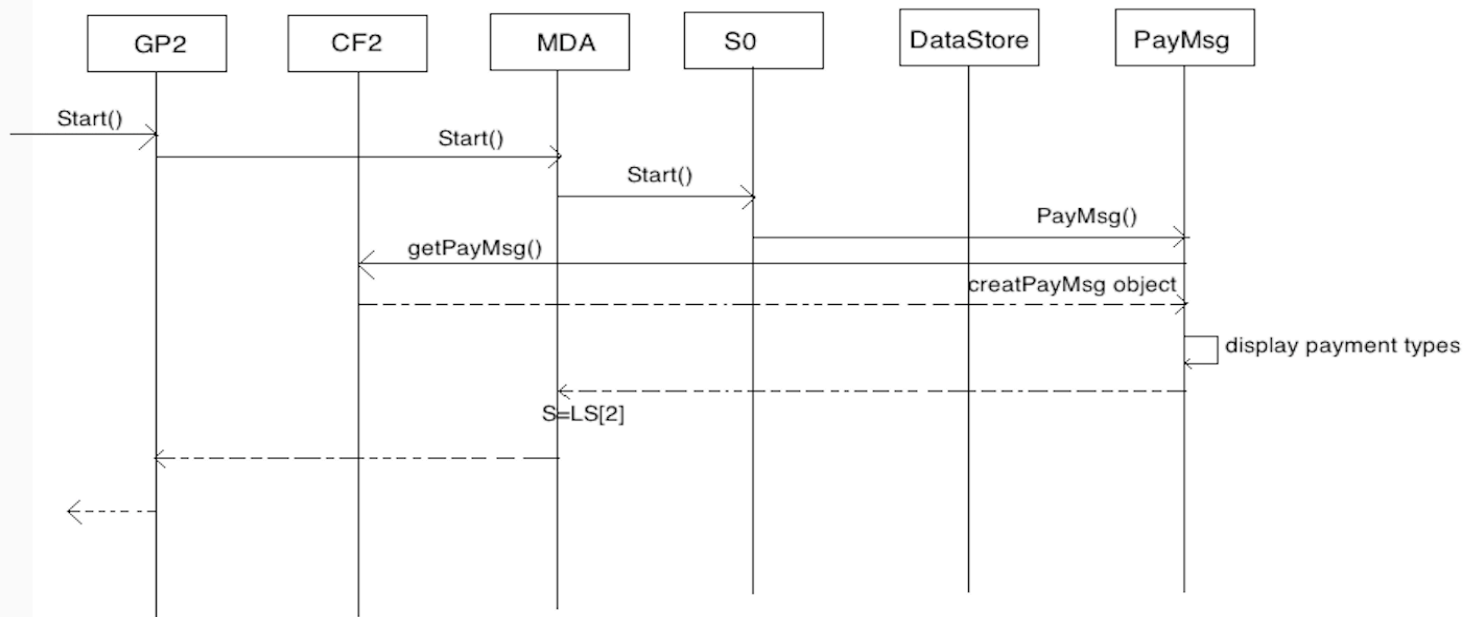 GP2
CF2
MDA
S0
DataStore
PayMsg
Start()
Start()
Start()
PayMsg()
getPayMsg()
creatPayMsg object
display payment types
S=LS[2]